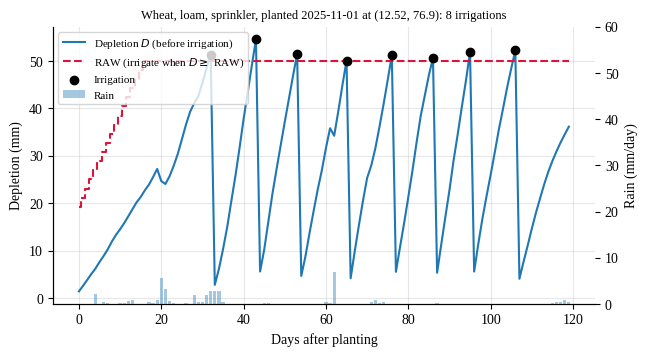 Wheat, loam, sprinkler, planted 2025-11-01 at (12.52, 76.9): 8 irrigations
Depletion D (before irrigation)
RAW (irrigate when D ≥ RAW)
Irrigation
Rain
Depletion (mm)
0
10
20
30
40
50
Rain (mm/day)
0
10
20
30
40
50
60
0
20
40
60
80
100
120
Days after planting